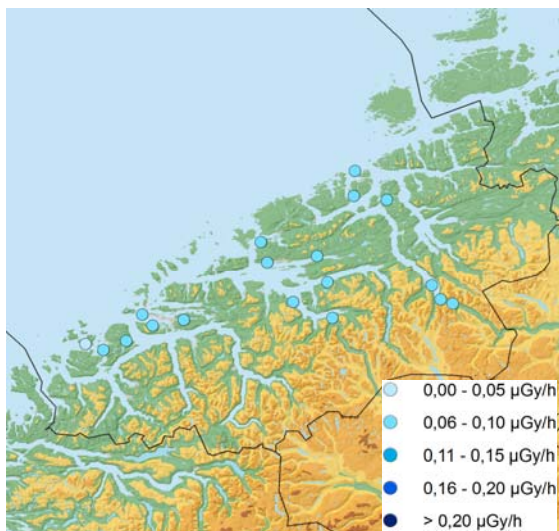 0,00 - 0,05 µGy/h
0,06 - 0,10 µGy/h
0,11 - 0,15 µGy/h
0,16 - 0,20 µGy/h
> 0,20 µGy/h